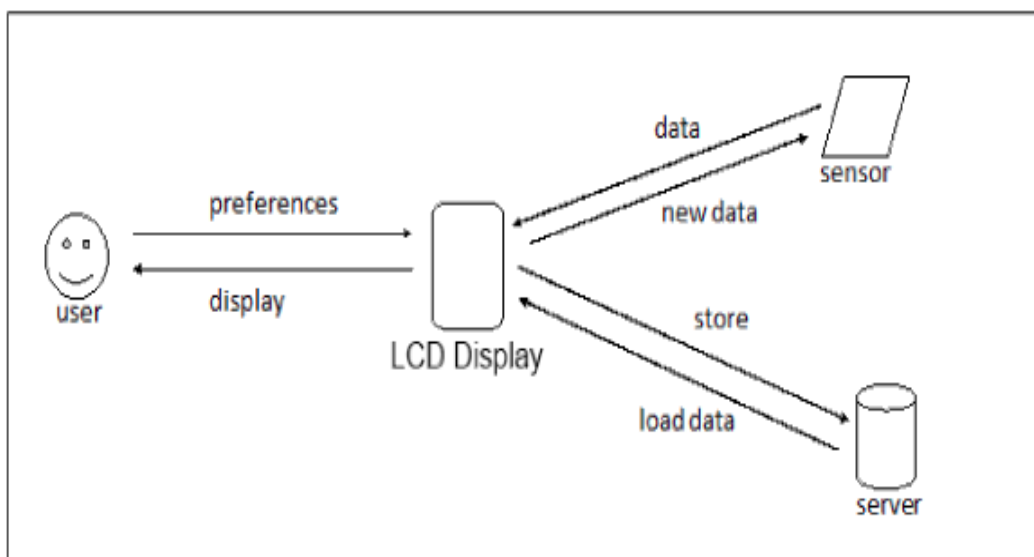 data
sensor
preferences
new data
user
display
LCD Display
store
load data
server